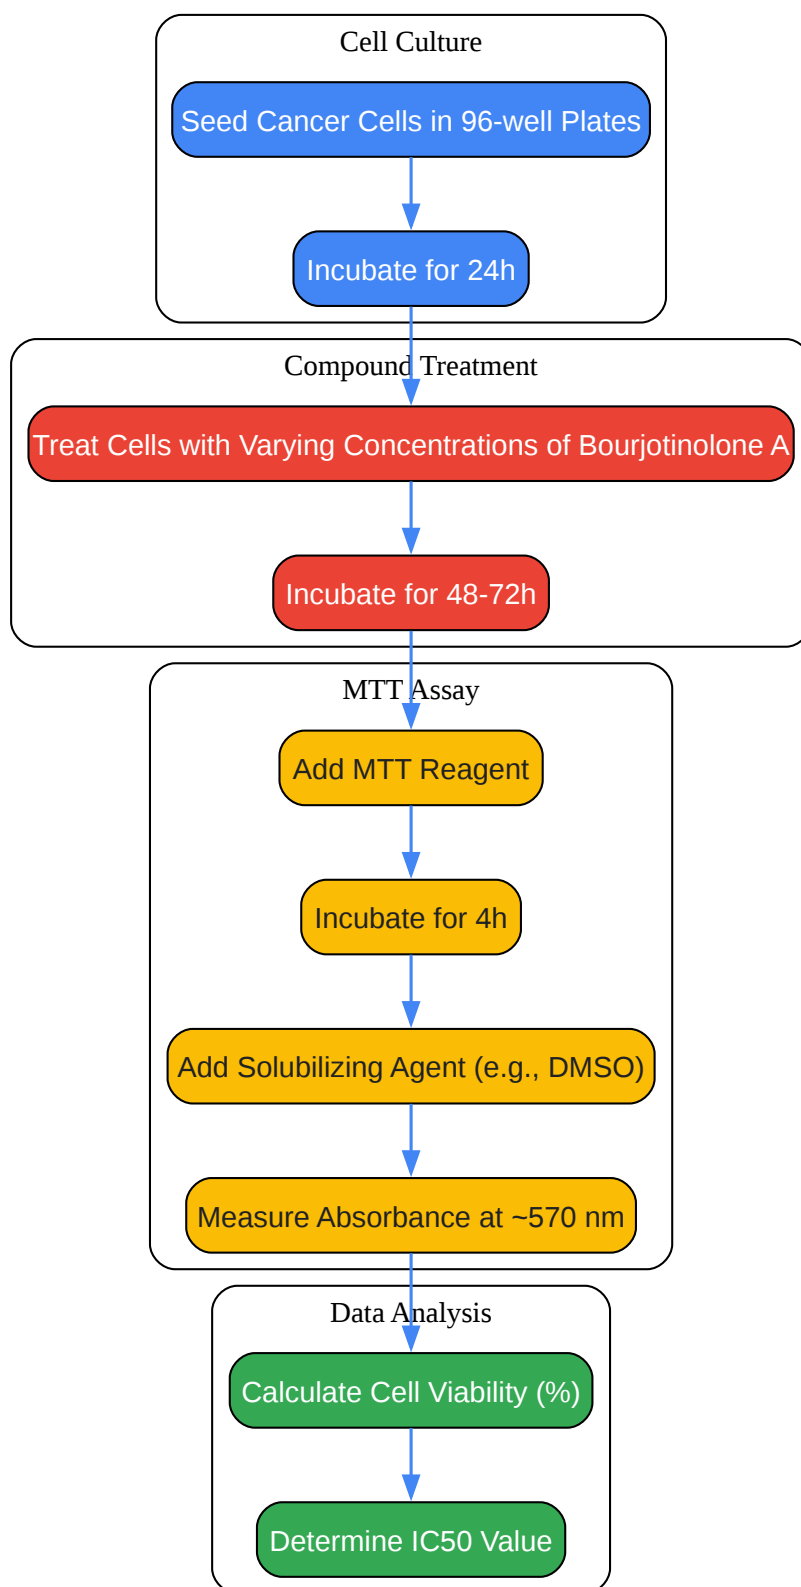 Cell Culture
Seed Cancer Cells in 96-well Plates
Incubate for 24h
Compound Treatment
Treat Cells with Varying Concentrations of Bourjotinolone A
Incubate for 48-72h
MTT Assay
Add MTT Reagent
Incubate for 4h
Add Solubilizing Agent (e.g., DMSO)
Measure Absorbance at ~570 nm
Data Analysis
Calculate Cell Viability (%)
Determine IC50 Value